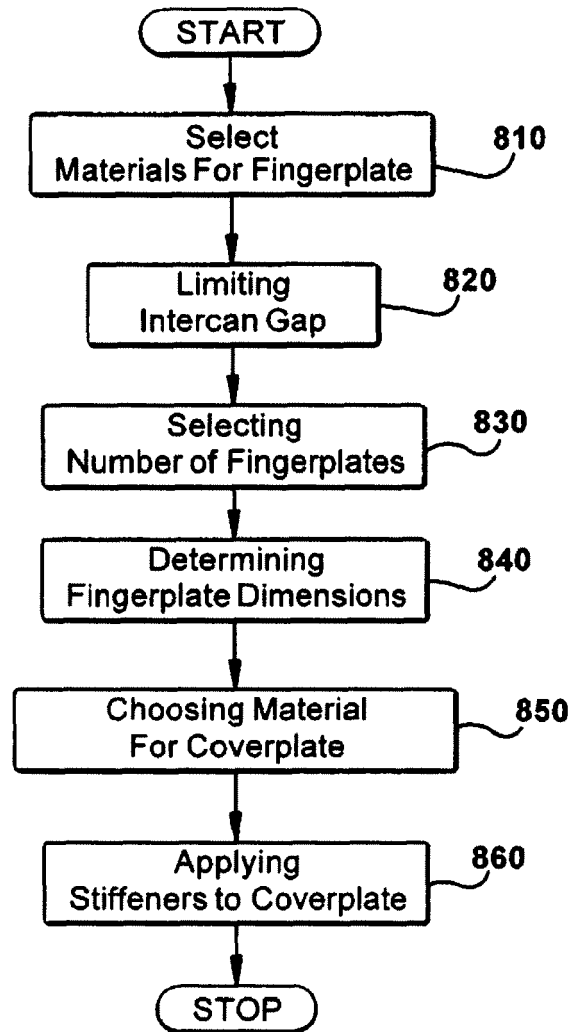 START
Select
Materials For Fingerplate
810
Limiting
Intercan Gap
820
Selecting
Number of Fingerplates
830
Determining
Fingerplate Dimensions
840
Choosing Material
For Coverplate
850
Applying
Stiffeners to Coverplate
860
STOP